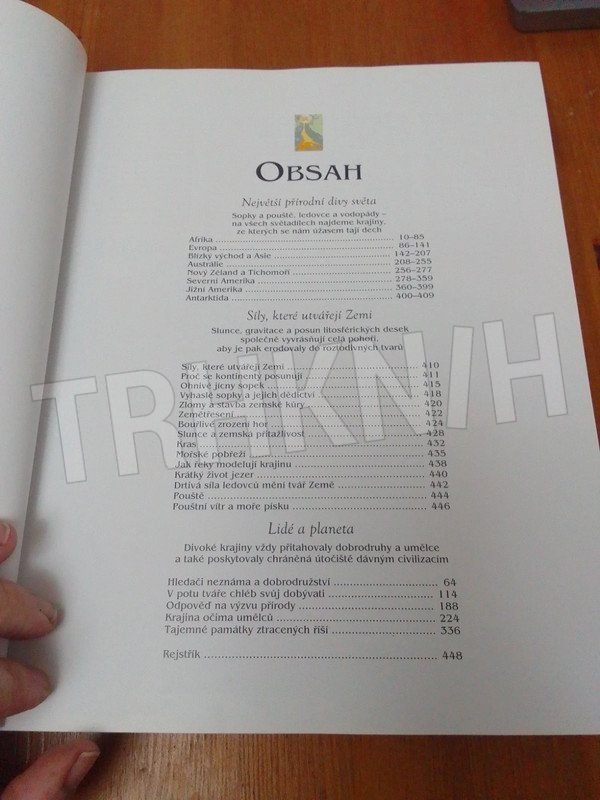 OBSAH
Největší přírodní divy světa
Sopky a pouště, ledovce a vodopády –
na všech světadílech najdeme krajiny,
ze kterých se nám úžasem tají dech
Afrika 10–85
Evropa 86–141
Blízký východ a Asie 142–207
Austrálie 208–255
Nový Zéland a Tichomoří 256–277
Severní Amerika 278–359
Jižní Amerika 360–399
Antarktida 400–409
Síly, které utvářejí Zemi
Slunce, gravitace a posun litosférických desek
společně vyvrásňují celá pohoří,
aby je pak erodovaly do roztodivných tvarů
Síly, které utvářejí Zemi 410
Proč se kontinenty posunují 411
Ohnivé jícny sopek 415
Vyhaslé sopky a jejich dědictví 418
Zlomy a stavba zemské kůry 420
Zemětřesení 422
Bouřlivé zrození hor 424
Slunce a zemská přitažlivost 428
Kras 432
Mořské pobřeží 435
Jak řeky modelují krajinu 438
Krátký život jezer 440
Drtivá síla ledovců mění tvář Země 442
Pouště 444
Pouštní vítr a moře písku 446
Lidé a planeta
Divoké krajiny vždy přitahovaly dobrodruhy a umělce
a také poskytovaly chráněná útočiště dávným civilizacím
Hledači neznáma a dobrodružství 64
V potu tváře chléb svůj dobývati 114
Odpověď na výzvu přírody 188
Krajina očima umělců 224
Tajemné památky ztracených říší 336
Rejstřík 448
TRHKNIH